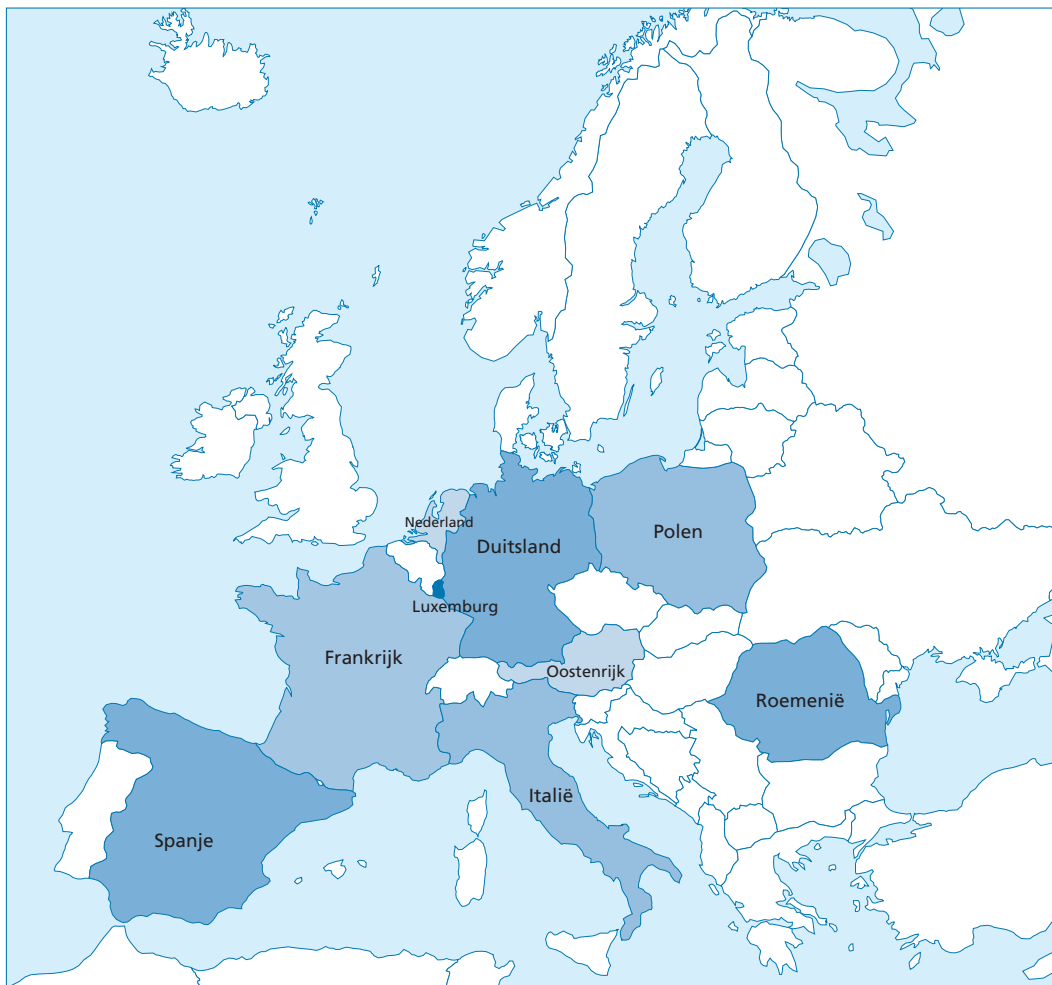 Nederland
Polen
Duitsland
Luxemburg
Frankrijk
Oostenrijk
Roemenië
Italië
Spanje